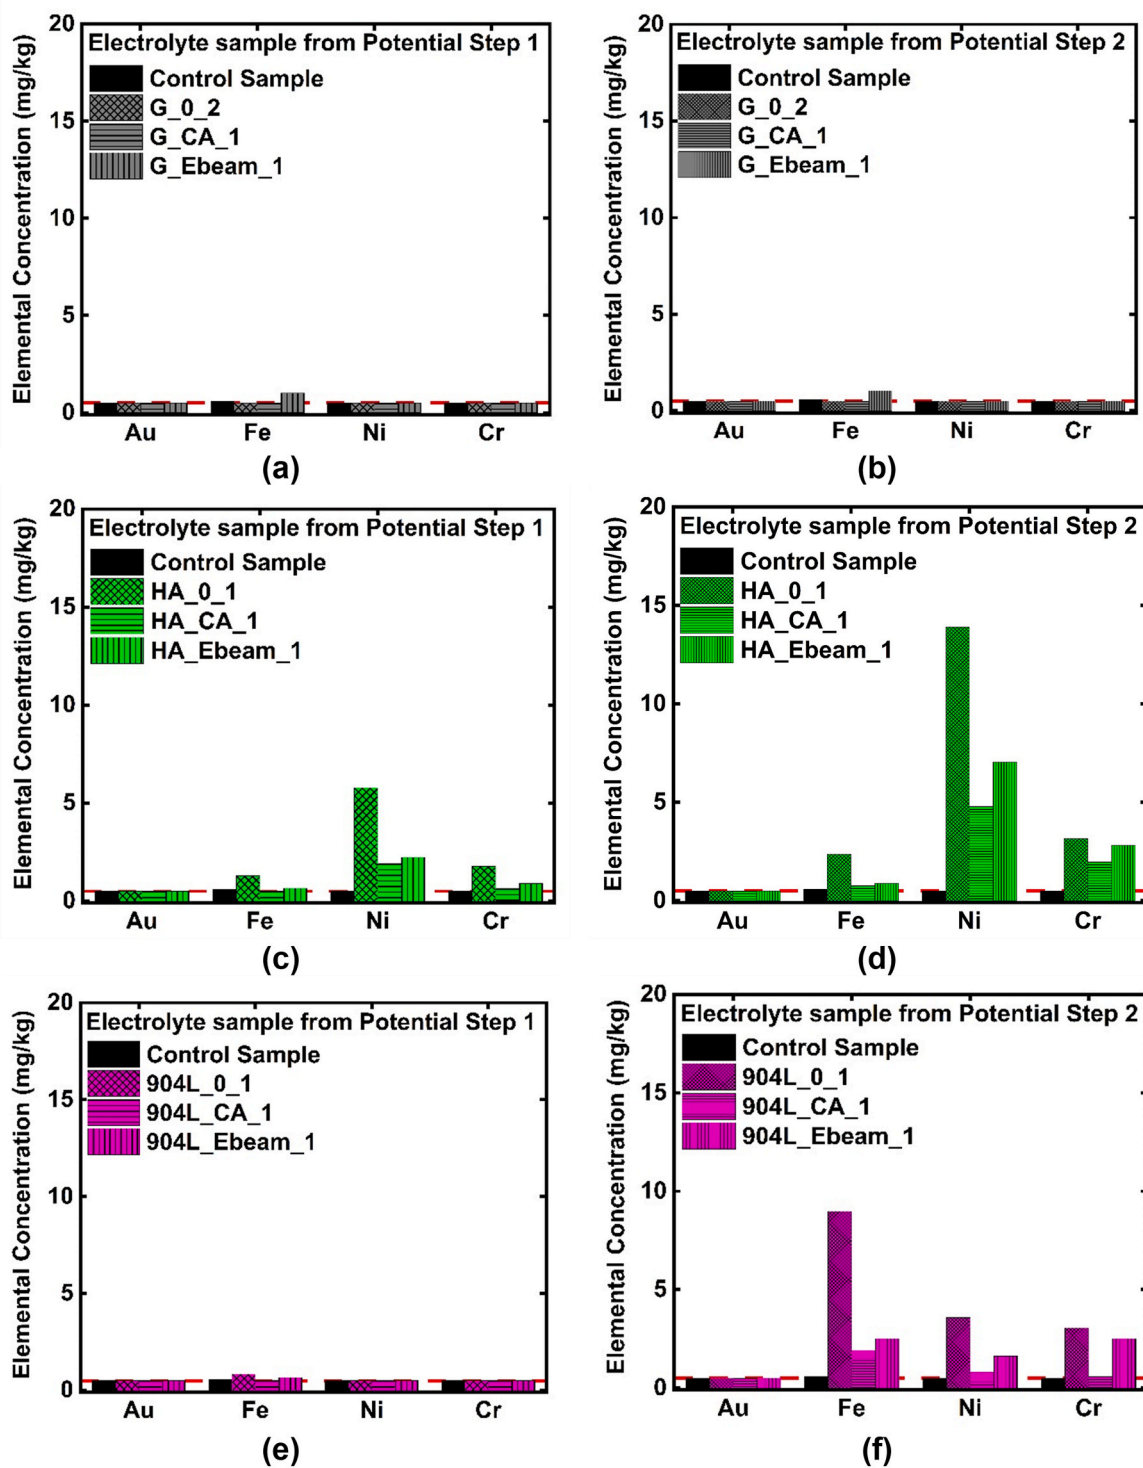 Elemental Concentration (mg/kg)
20
15
10
5
0
Electrolyte sample from Potential Step 1
Control Sample
G_0_2
G_CA_1
G_Ebeam_1
Au Fe Ni Cr
(a)
Elemental Concentration (mg/kg)
20
15
10
5
0
Electrolyte sample from Potential Step 2
Control Sample
G_0_2
G_CA_1
G_Ebeam_1
Au Fe Ni Cr
(b)
Elemental Concentration (mg/kg)
20
15
10
5
0
Electrolyte sample from Potential Step 1
Control Sample
HA_0_1
HA_CA_1
HA_Ebeam_1
Au Fe Ni Cr
(c)
Elemental Concentration (mg/kg)
20
15
10
5
0
Electrolyte sample from Potential Step 2
Control Sample
HA_0_1
HA_CA_1
HA_Ebeam_1
Au Fe Ni Cr
(d)
Elemental Concentration (mg/kg)
20
15
10
5
0
Electrolyte sample from Potential Step 1
Control Sample
904L_0_1
904L_CA_1
904L_Ebeam_1
Au Fe Ni Cr
(e)
Elemental Concentration (mg/kg)
20
15
10
5
0
Electrolyte sample from Potential Step 2
Control Sample
904L_0_1
904L_CA_1
904L_Ebeam_1
Au Fe Ni Cr
(f)